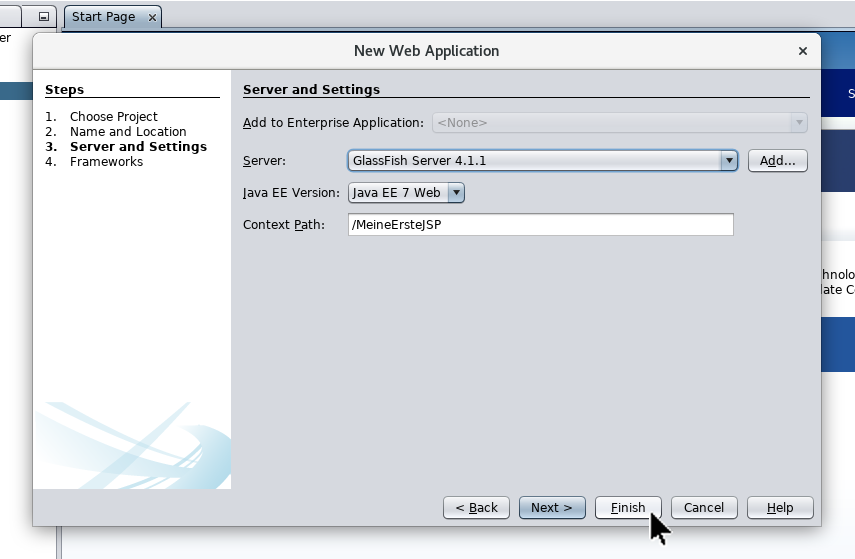 Start Page
er
New Web Application
Steps
1. Choose Project
2. Name and Location
3. Server and Settings
4. Frameworks
Server and Settings
Add to Enterprise Application: <None>
Server: GlassFish Server 4.1.1 Add...
Java EE Version: Java EE 7 Web
Context Path: /MeineErsteJSP
S
hnolo
late C
< Back Next > Finish Cancel Help